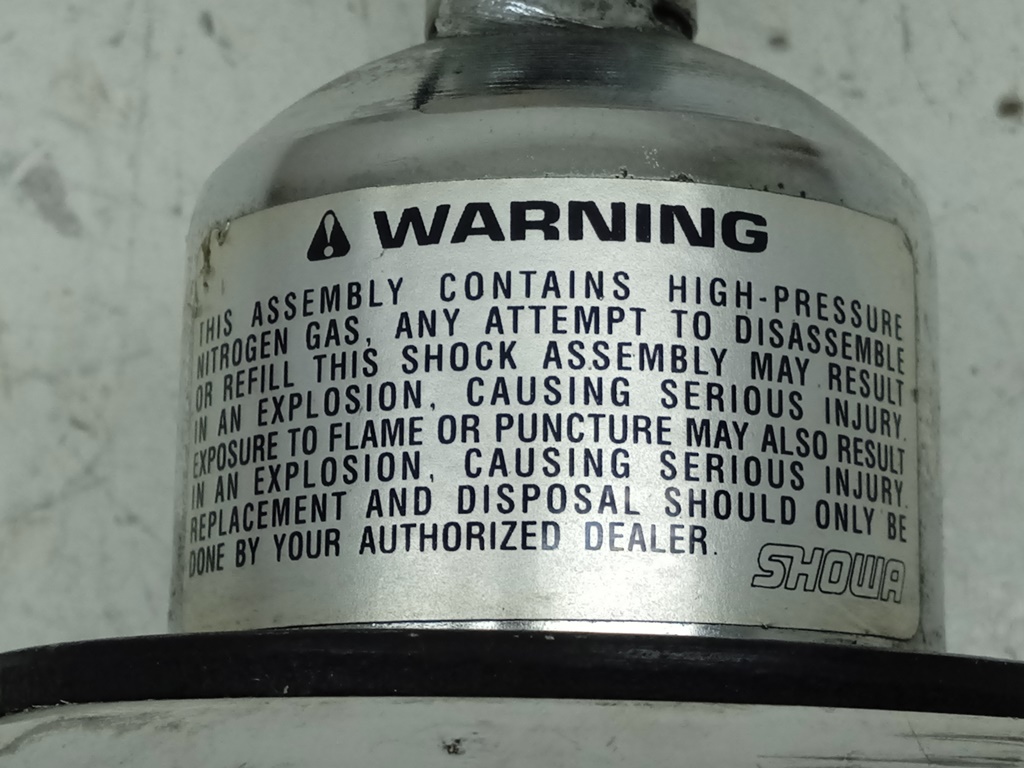 WARNING
THIS ASSEMBLY CONTAINS HIGH-PRESSURE
NITROGEN GAS, ANY ATTEMPT TO DISASSEMBLE
OR REFILL THIS SHOCK ASSEMBLY MAY RESULT
IN AN EXPLOSION, CAUSING SERIOUS INJURY.
EXPOSURE TO FLAME OR PUNCTURE MAY ALSO RESULT
IN AN EXPLOSION, CAUSING SERIOUS INJURY.
REPLACEMENT AND DISPOSAL SHOULD ONLY BE
DONE BY YOUR AUTHORIZED DEALER.
SHOWA